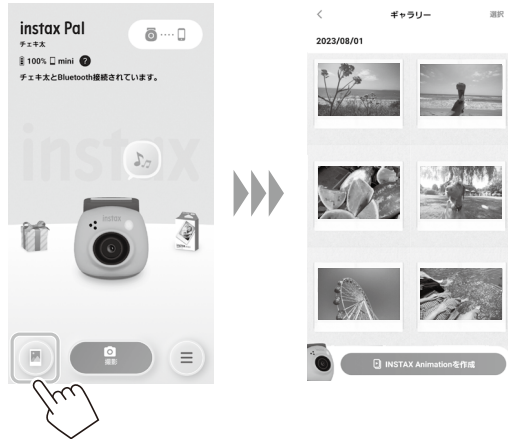 instax Pal
チェキ太
100% mini ?
チェキ太とBluetooth接続されています。
instax
instax
撮影
ギャラリー
選択
2023/08/01
INSTAX Animationを作成